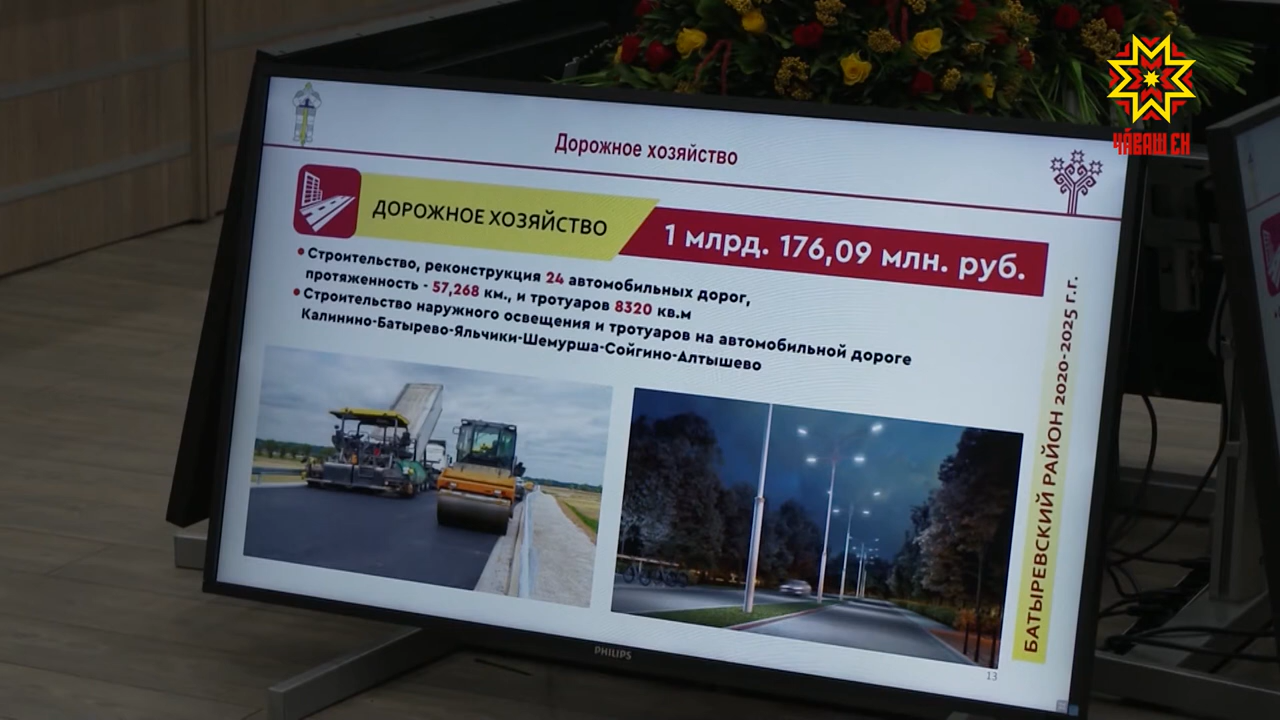 ЧӐВАШ ЕН
Дорожное хозяйство
ДОРОЖНОЕ ХОЗЯЙСТВО
1 млрд. 176,09 млн. руб.
• Строительство, реконструкция 24 автомобильных дорог,
протяженность - 57,268 км., и тротуаров 8320 кв.м
• Строительство наружного освещения и тротуаров на автомобильной дороге
Калинино-Батырево-Яльчики-Шемурша-Сойгино-Алтышево
БАТЫРЕВСКИЙ РАЙОН 2020-2025 г.г.
13
PHILIPS